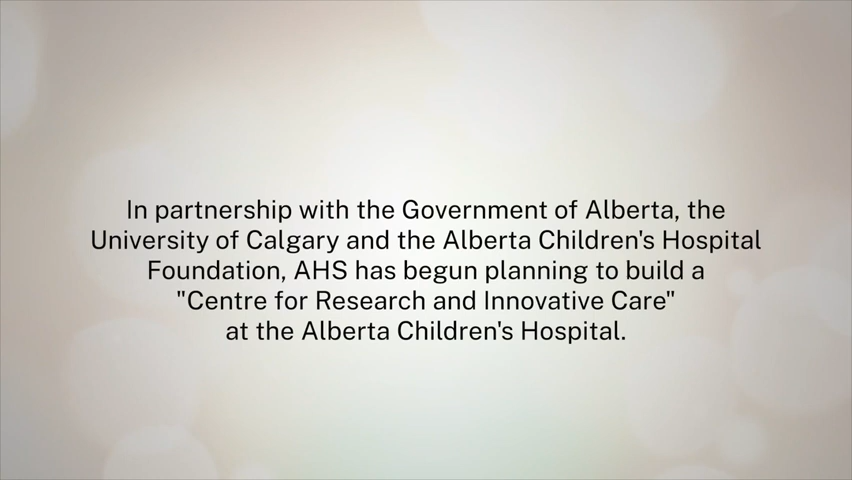 In partnership with the Government of Alberta, the
University of Calgary and the Alberta Children's Hospital
Foundation, AHS has begun planning to build a
"Centre for Research and Innovative Care"
at the Alberta Children's Hospital.